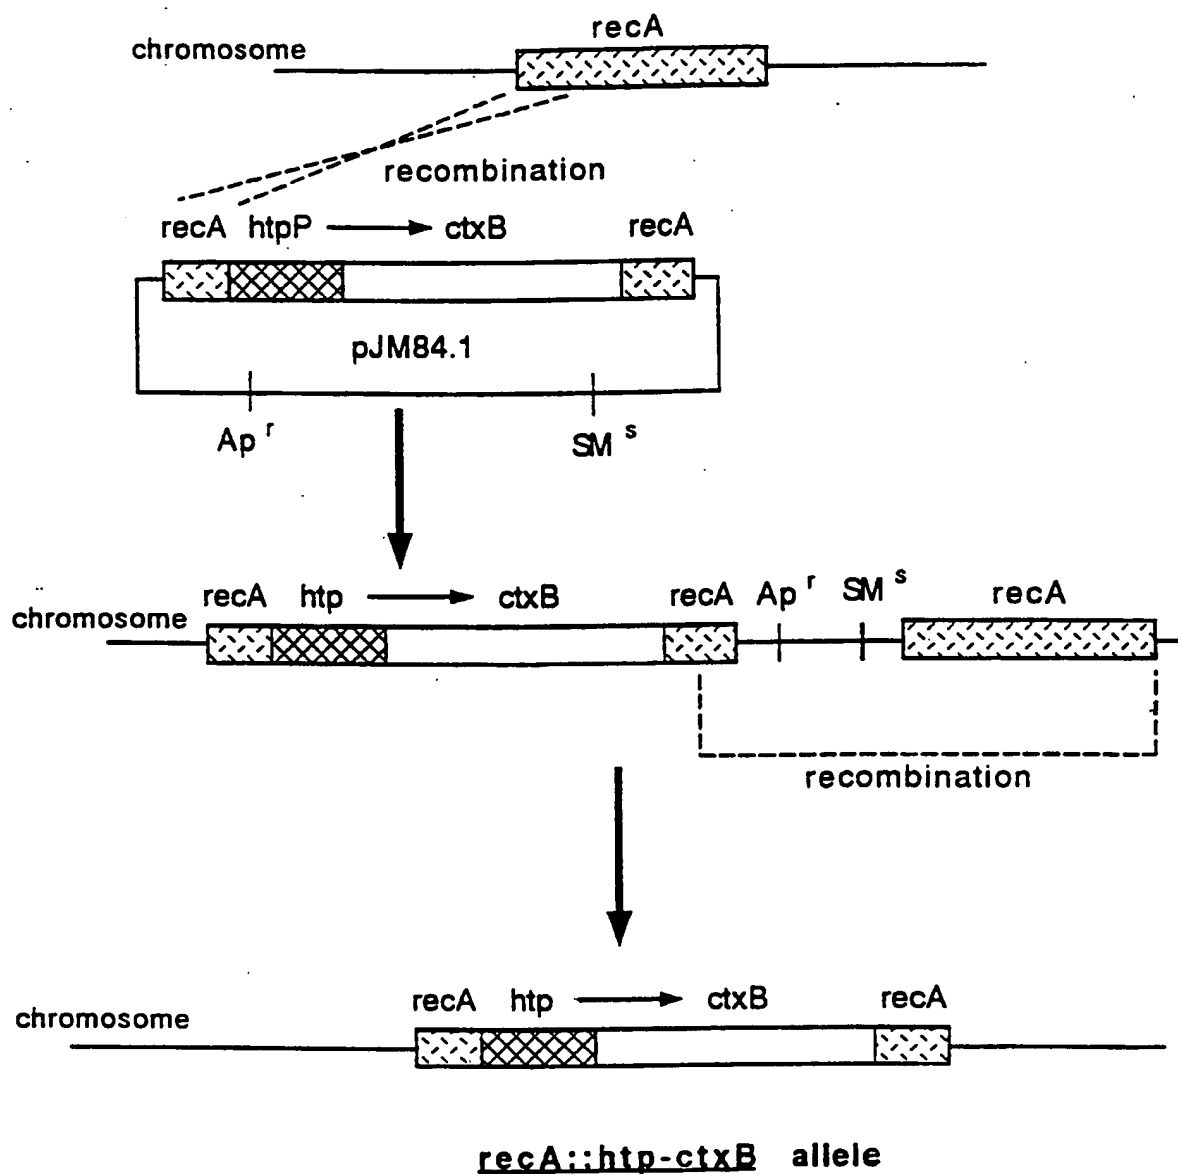 recA
chromosome
recombination
recA htpP ctxB recA
pJM84.1
Ap r SM s
recA htp ctxB recA Ap r SM s recA
chromosome
recombination
recA htp ctxB recA
chromosome
recA::htp-ctxB allele